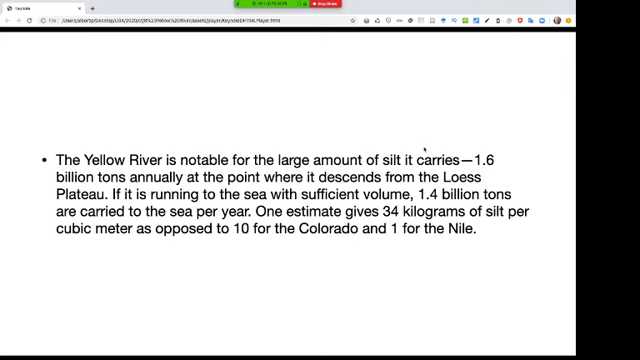 • The Yellow River is notable for the large amount of silt it carries—1.6
billion tons annually at the point where it descends from the Loess
Plateau. If it is running to the sea with sufficient volume, 1.4 billion tons
are carried to the sea per year. One estimate gives 34 kilograms of silt per
cubic meter as opposed to 10 for the Colorado and 1 for the Nile.